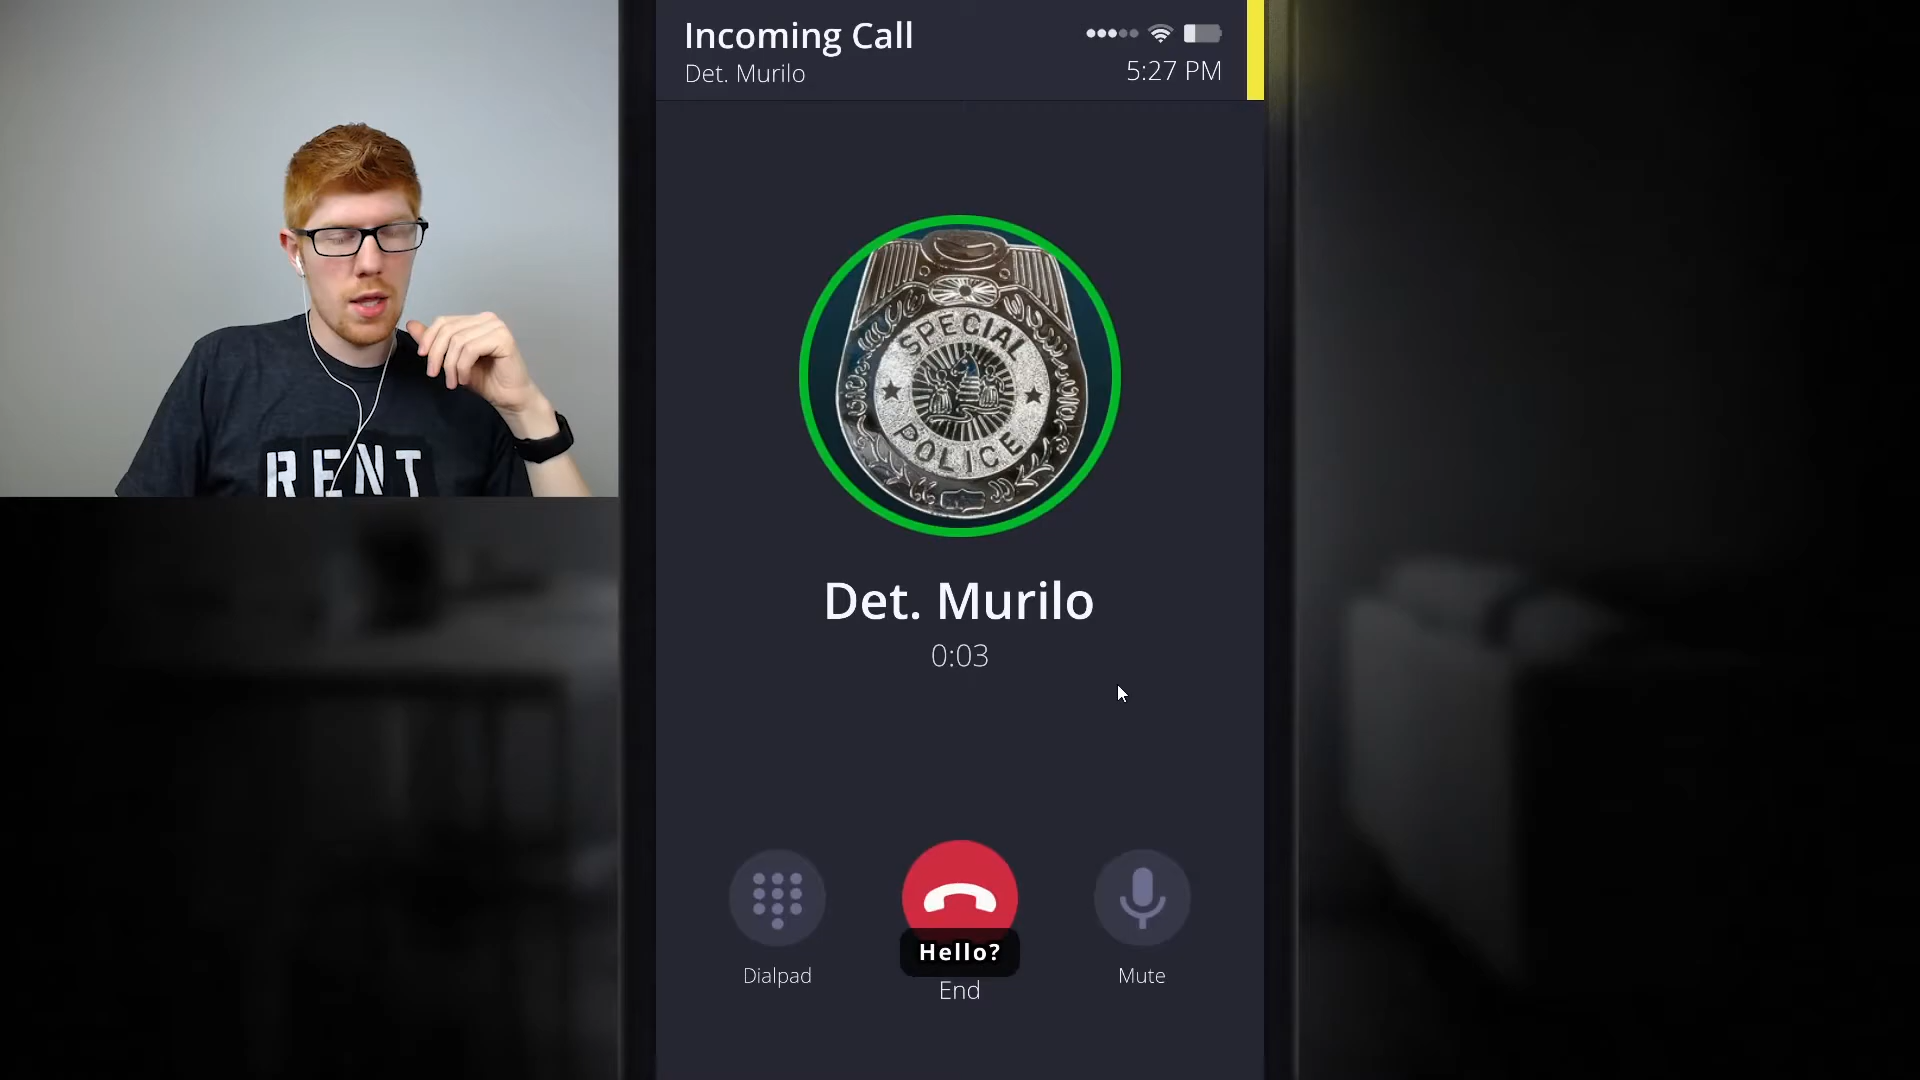 Incoming Call
Det. Murilo
5:27 PM
SPECIAL
POLICE
RENT
Det. Murilo
0:03
Hello?
Dialpad
End
Mute